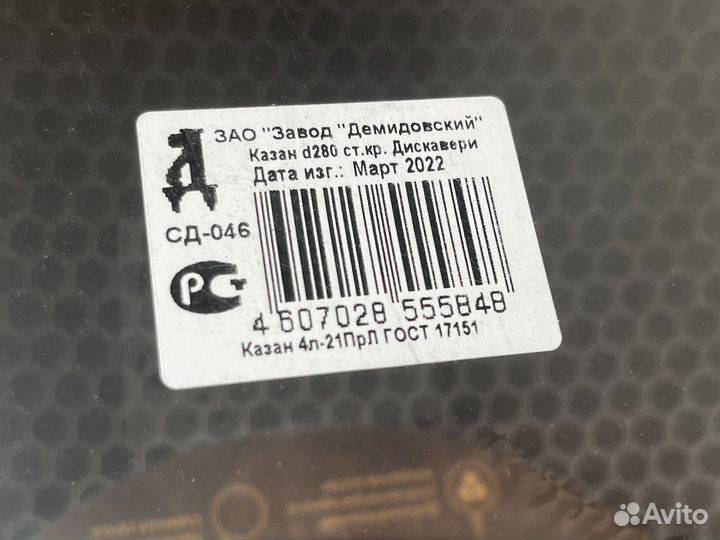 ЗАО "Завод "Демидовский"
Казан d280 ст.кр. Дискавери
Дата изг.: Март 2022
СД-046
РСТ
4 607028 555848
Казан 4л-21ПрЛ ГОСТ 17151
Avito